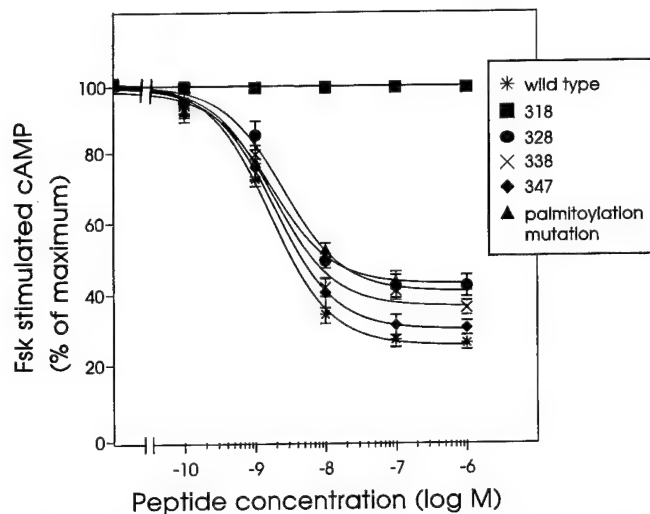 Fsk stimulated cAMP
(% of maximum)
100
80
60
40
20
0
-10
-9
-8
-7
-6
Peptide concentration (log M)
wild type
318
328
338
347
palmitoylation
mutation